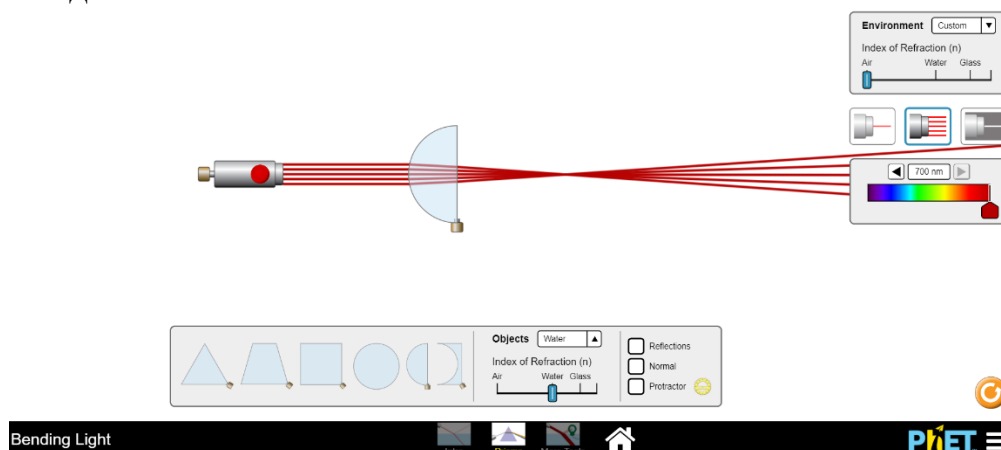 Environment Custom
Index of Refraction (n)
Air Water Glass
700 nm
Objects Water
Index of Refraction (n)
Air Water Glass
Reflections
Normal
Protractor
Bending Light
PhET